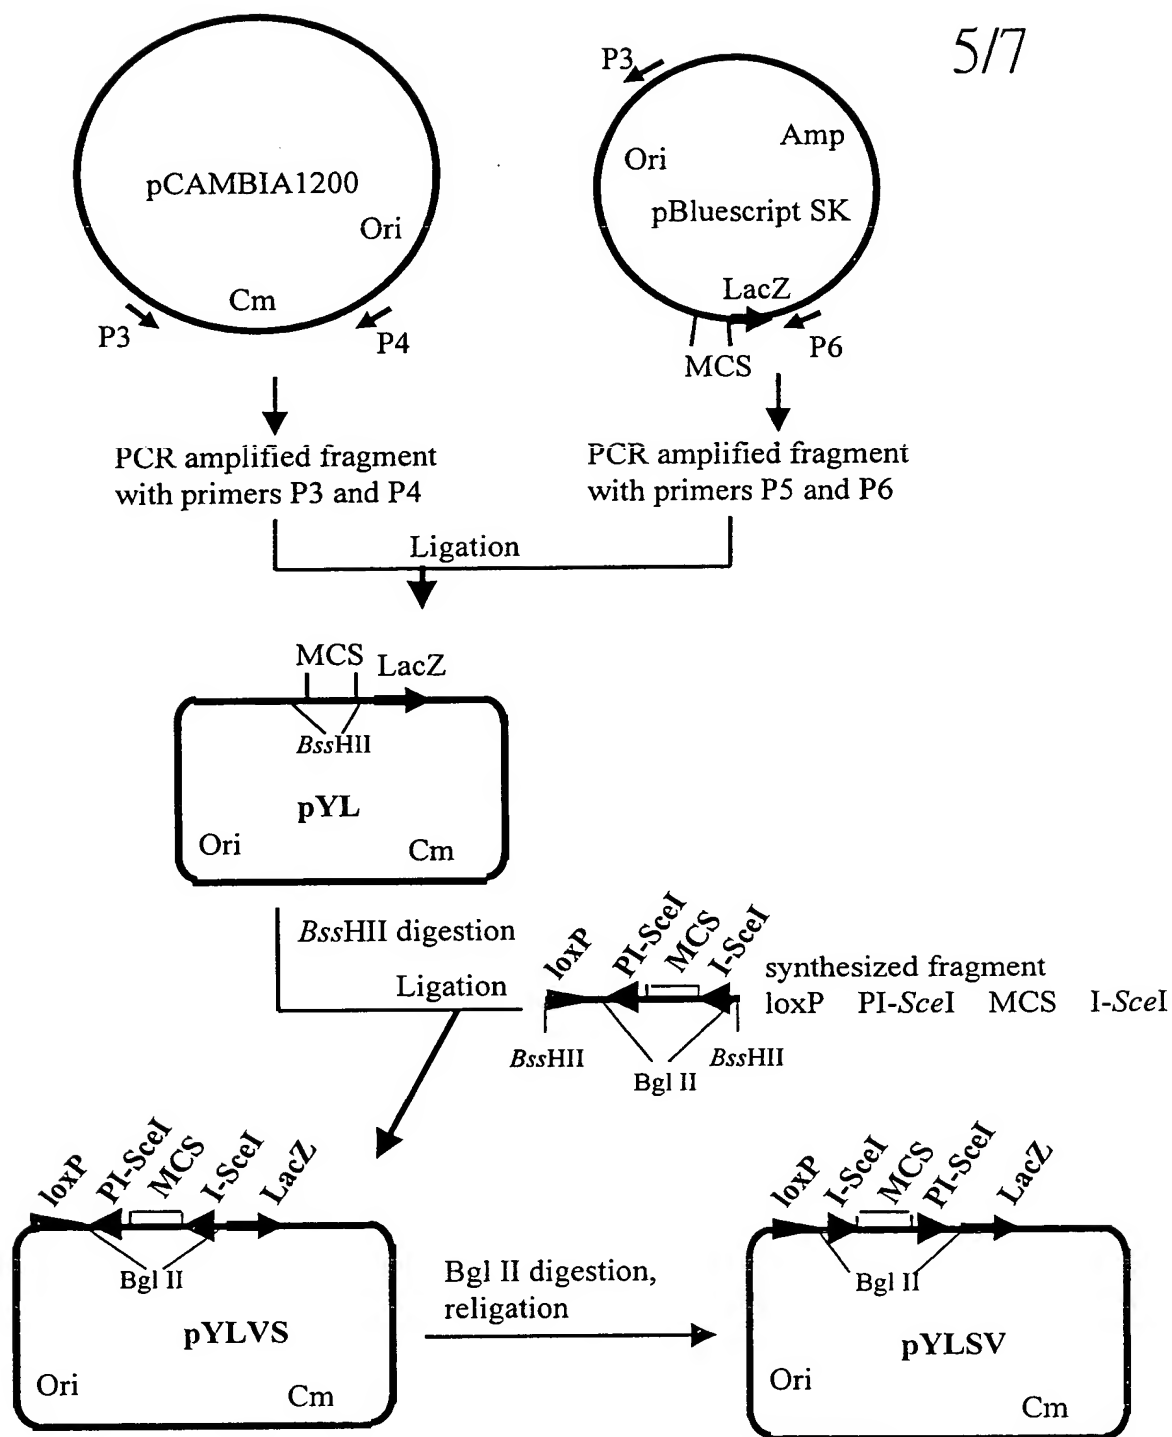 5/7
pCAMBIA1200
Ori
Cm
P3
P4
P3
Ori
Amp
pBluescript SK
LacZ
MCS
P6
PCR amplified fragment
with primers P3 and P4
PCR amplified fragment
with primers P5 and P6
Ligation
MCS
LacZ
BssHII
pYL
Ori
Cm
BssHII digestion
Ligation
loxP
PI-SceI
MCS
I-SceI
synthesized fragment
loxP PI-SceI MCS I-SceI
BssHII
Bgl II
BssHII
loxP
PI-SceI
MCS
I-SceI
LacZ
Bgl II
pYLVS
Ori
Cm
Bgl II digestion,
religation
loxP
I-SceI
MCS
PI-SceI
LacZ
Bgl II
pYLSV
Ori
Cm